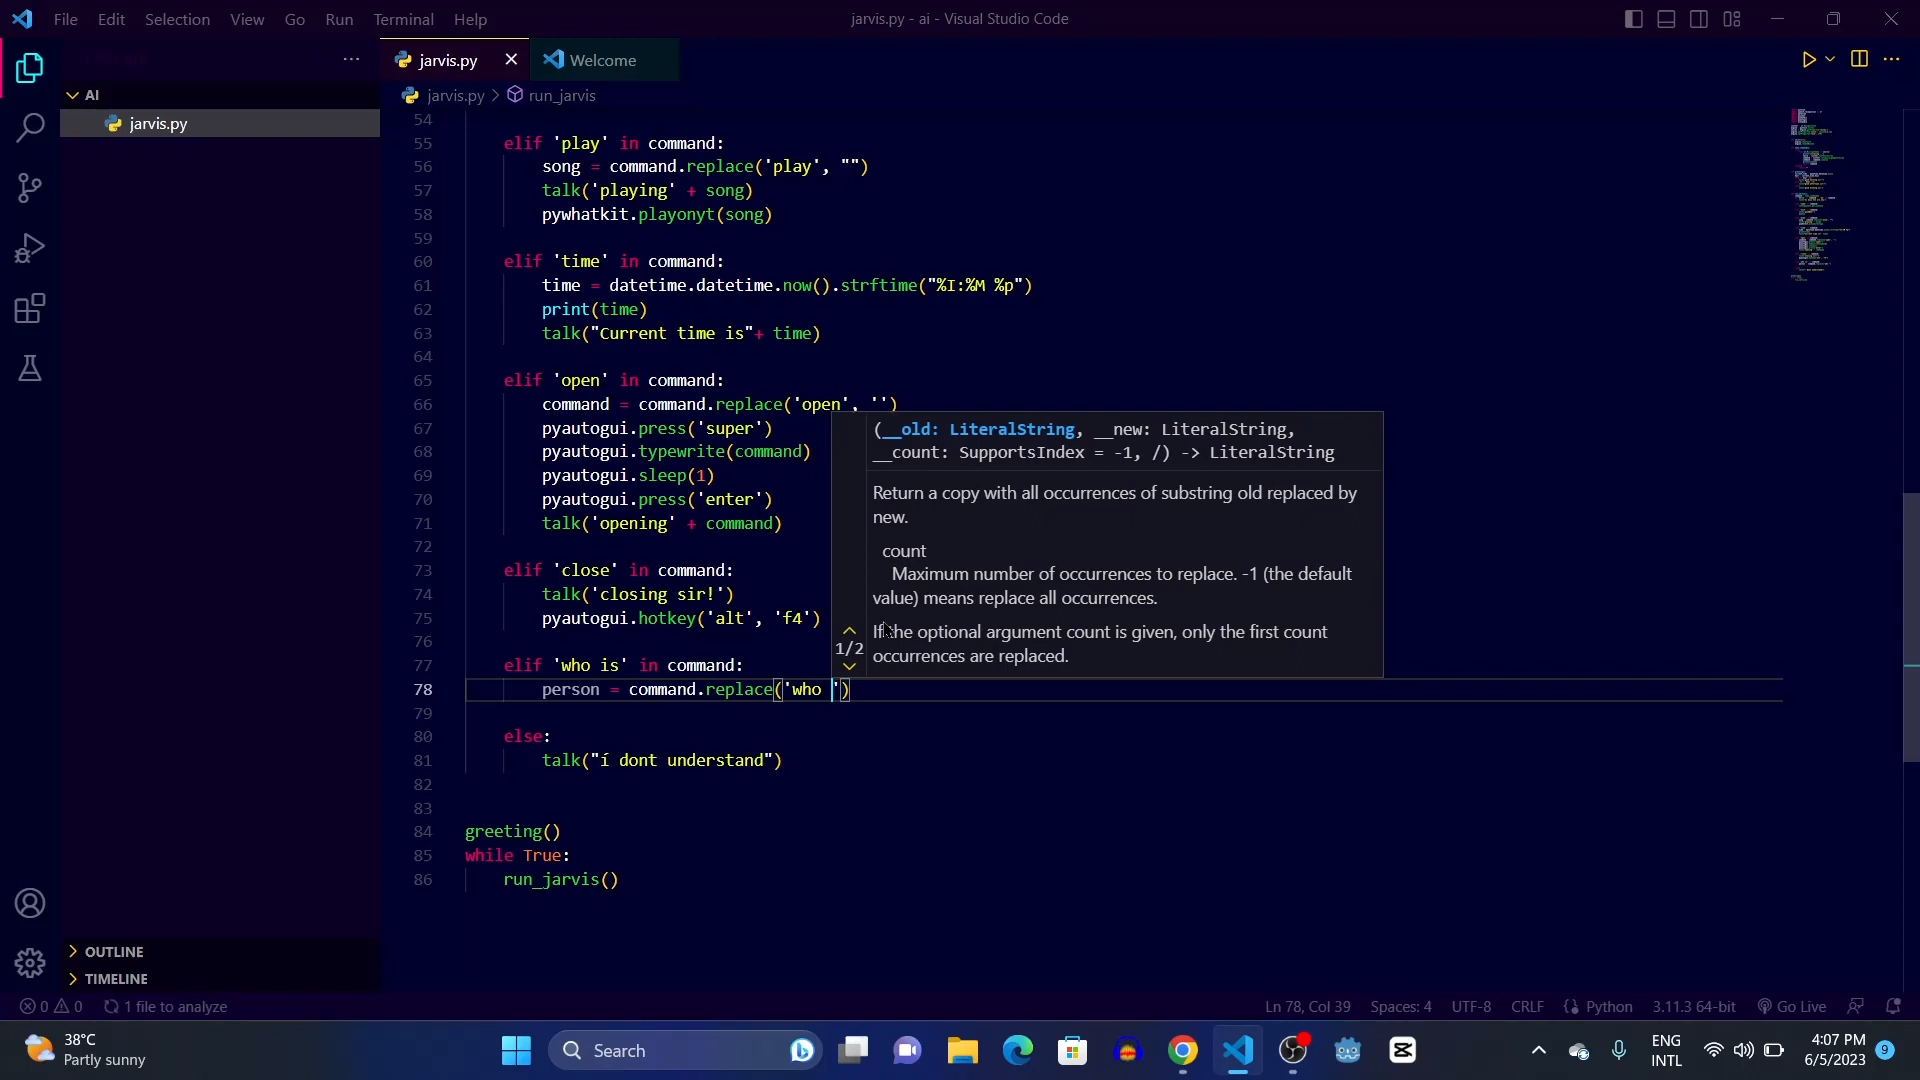 File Edit Selection View Go Run Terminal Help
jarvis.py - ai - Visual Studio Code
jarvis.py
Welcome
AI
jarvis.py
jarvis.py > run_jarvis
54
55 elif 'play' in command:
56 song = command.replace('play', "")
57 talk('playing' + song)
58 pywhatkit.playonyt(song)
59
60 elif 'time' in command:
61 time = datetime.datetime.now().strftime("%I:%M %p")
62 print(time)
63 talk("Current time is"+ time)
64
65 elif 'open' in command:
66 command = command.replace('open', '')
67 pyautogui.press('super')
68 pyautogui.typewrite(command)
69 pyautogui.sleep(1)
70 pyautogui.press('enter')
71 talk('opening' + command)
72
73 elif 'close' in command:
74 talk('closing sir!')
75 pyautogui.hotkey('alt', 'f4')
76
77 elif 'who is' in command:
78 person = command.replace('who ')
79
80 else:
81 talk("í dont understand")
82
83
84 greeting()
85 while True:
86 run_jarvis()
(__old: LiteralString, __new: LiteralString,
__count: SupportsIndex = -1, /) -> LiteralString
Return a copy with all occurrences of substring old replaced by
new.
count
Maximum number of occurrences to replace. -1 (the default
value) means replace all occurrences.
If the optional argument count is given, only the first count
occurrences are replaced.
1/2
OUTLINE
TIMELINE
0 0 1 file to analyze
Ln 78, Col 39 Spaces: 4 UTF-8 CRLF Python 3.11.3 64-bit Go Live
38°C
Partly sunny
Search
ENG
INTL
4:07 PM
6/5/2023
9